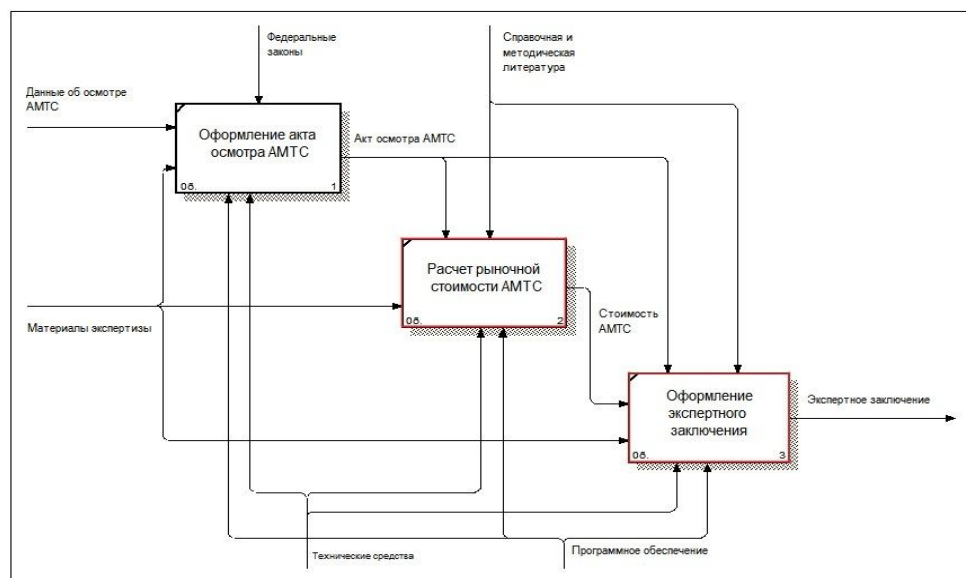 Федеральные
законы
Справочная и
методическая
литература
Данные об осмотре
АМТС
Оформление акта
осмотра АМТС
0б. 1
Акт осмотра АМТС
Расчет рыночной
стоимости АМТС
0б. 2
Материалы экспертизы
Стоимость
АМТС
Оформление
экспертного
заключения
0б. 3
Экспертное заключение
Технические средства
Программное обеспечение